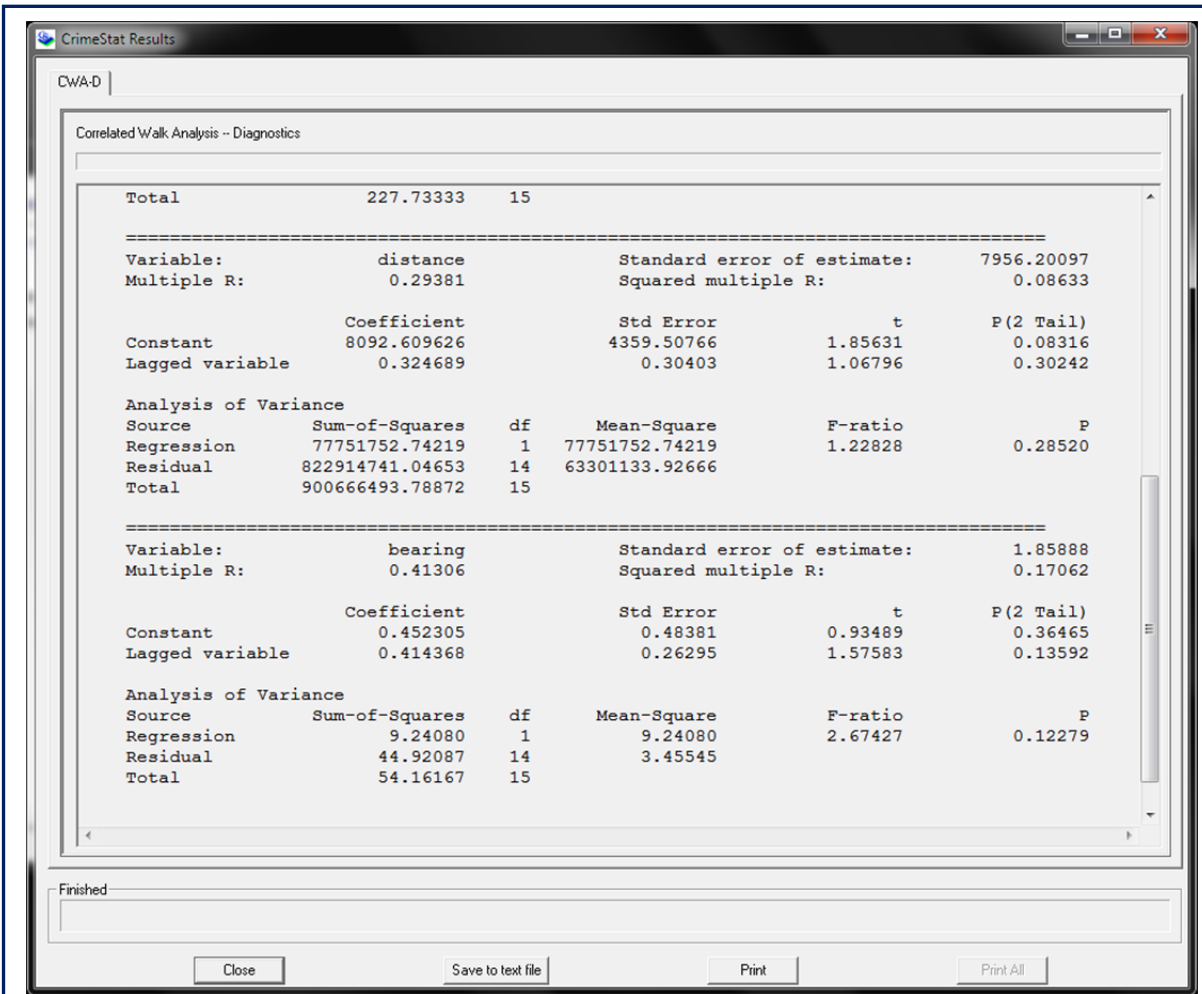 CrimeStat Results
CWA-D
Correlated Walk Analysis -- Diagnostics
Total 227.73333 15
====================================================================================
Variable: distance Standard error of estimate: 7956.20097
Multiple R: 0.29381 Squared multiple R: 0.08633
Coefficient Std Error t P(2 Tail)
Constant 8092.609626 4359.50766 1.85631 0.08316
Lagged variable 0.324689 0.30403 1.06796 0.30242
Analysis of Variance
Source Sum-of-Squares df Mean-Square F-ratio P
Regression 77751752.74219 1 77751752.74219 1.22828 0.28520
Residual 822914741.04653 14 63301133.92666
Total 900666493.78872 15
====================================================================================
Variable: bearing Standard error of estimate: 1.85888
Multiple R: 0.41306 Squared multiple R: 0.17062
Coefficient Std Error t P(2 Tail)
Constant 0.452305 0.48381 0.93489 0.36465
Lagged variable 0.414368 0.26295 1.57583 0.13592
Analysis of Variance
Source Sum-of-Squares df Mean-Square F-ratio P
Regression 9.24080 1 9.24080 2.67427 0.12279
Residual 44.92087 14 3.45545
Total 54.16167 15
Finished
Close Save to text file Print Print All